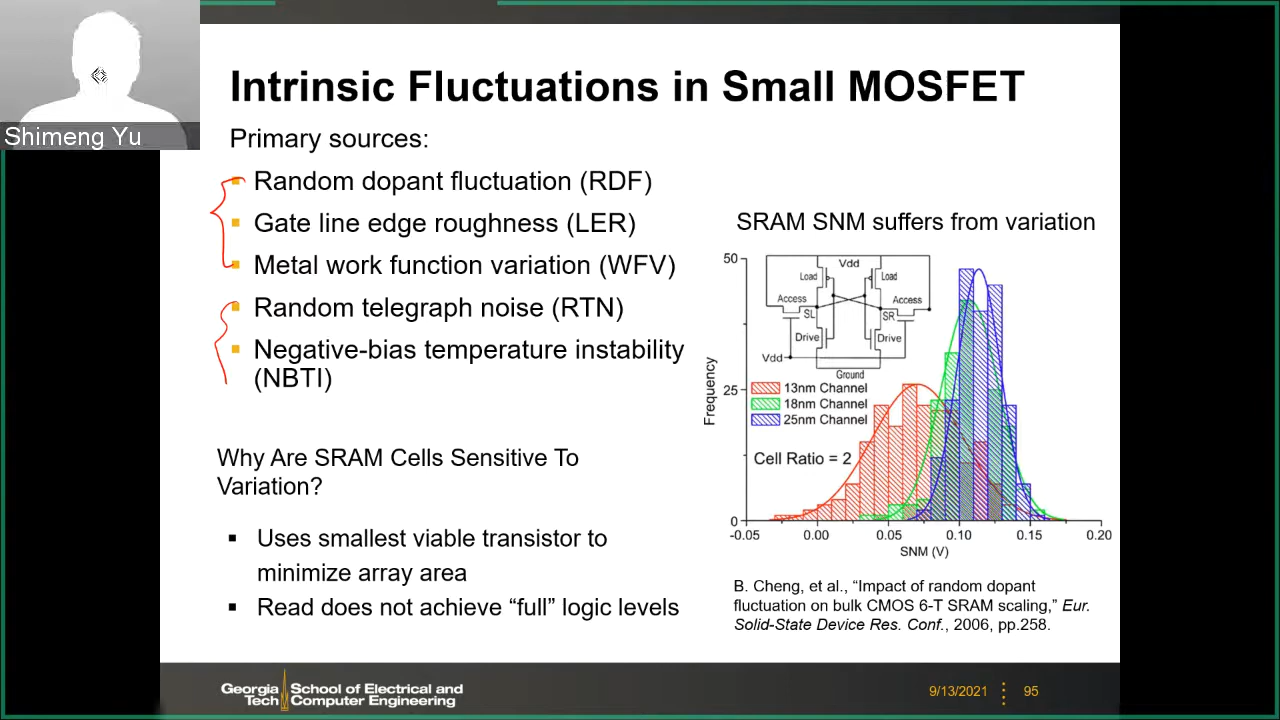 Shimeng Yu
Intrinsic Fluctuations in Small MOSFET
Primary sources:
Random dopant fluctuation (RDF)
Gate line edge roughness (LER)
Metal work function variation (WFV)
Random telegraph noise (RTN)
Negative-bias temperature instability
(NBTI)
Why Are SRAM Cells Sensitive To
Variation?
Uses smallest viable transistor to
minimize array area
Read does not achieve “full” logic levels
SRAM SNM suffers from variation
50
25
0
Frequency
Vdd
Load
Load
Access
Access
SL
SR
Drive
Drive
Vdd
Ground
13nm Channel
18nm Channel
25nm Channel
Cell Ratio = 2
-0.05
0.00
0.05
0.10
0.15
0.20
SNM (V)
B. Cheng, et al., “Impact of random dopant
fluctuation on bulk CMOS 6-T SRAM scaling,” Eur.
Solid-State Device Res. Conf., 2006, pp.258.
Georgia Tech
School of Electrical and
Computer Engineering
9/13/2021
95